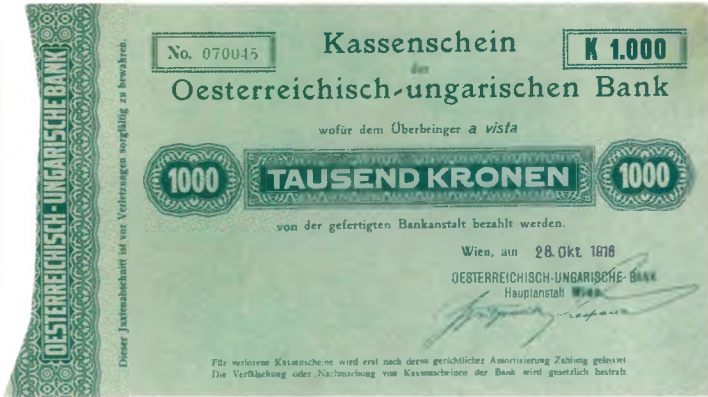 No. 070045
Kassenschein
der
K 1.000
Oesterreichisch-ungarischen Bank
wofür dem Überbringer a vista
1000
TAUSEND KRONEN
1000
von der gefertigten Bankanstalt bezahlt werden.
Wien, am 26. Okt. 1918
OESTERREICHISCH-UNGARISCHE BANK
Hauptanstalt Wien
Für verlorene Kassenscheine wird erst nach deren gerichtlicher Amortisierung Zahlung geleistet
Die Verfälschung oder Nachmachung von Kassenscheinen der Bank wird gesetzlich bestraft.
OESTERREICHISCH-UNGARISCHE BANK
Dieser Juxtenabschnitt ist vor Verletzungen sorgfältig zu bewahren.